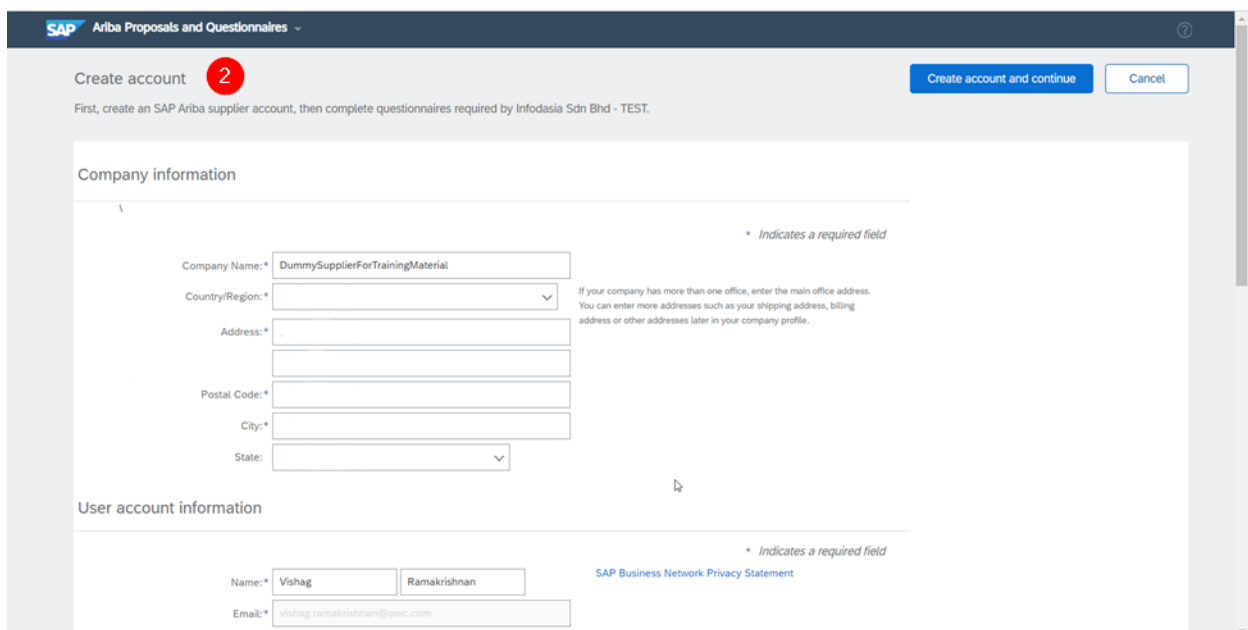 SAP Ariba Proposals and Questionnaires
Create account 2 Create account and continue Cancel
First, create an SAP Ariba supplier account, then complete questionnaires required by Infodasia Sdn Bhd - TEST.
Company information
\
* Indicates a required field
Company Name:* DummySupplierForTrainingMaterial
Country/Region:*
If your company has more than one office, enter the main office address.
You can enter more addresses such as your shipping address, billing
address or other addresses later in your company profile.
Address:*
Postal Code:*
City:*
State:
User account information
* Indicates a required field
Name:* Vishag Ramakrishnan
SAP Business Network Privacy Statement
Email:* vishag.ramakrishnan@pwc.com